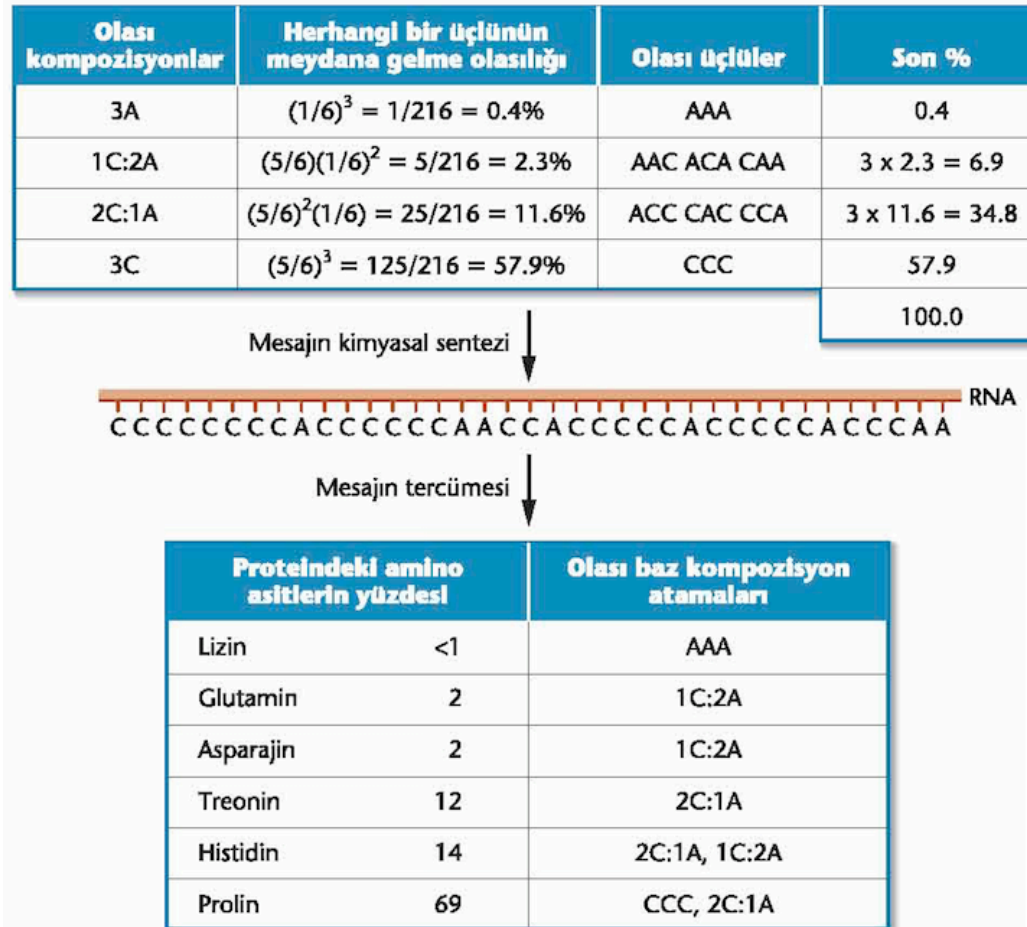 Olası kompozisyonlar
Herhangi bir üçlünün meydana gelme olasılığı
Olası üçlüler
Son %
3A
(1/6)³ = 1/216 = 0.4%
AAA
0.4
1C:2A
(5/6)(1/6)² = 5/216 = 2.3%
AAC ACA CAA
3 x 2.3 = 6.9
2C:1A
(5/6)²(1/6) = 25/216 = 11.6%
ACC CAC CCA
3 x 11.6 = 34.8
3C
(5/6)³ = 125/216 = 57.9%
CCC
57.9
100.0
Mesajın kimyasal sentezi
RNA
C C C C C C C C A C C C C C C A A C C A C C C C C A C C C C C A C C C A A
Mesajın tercümesi
Proteindeki amino asitlerin yüzdesi
Olası baz kompozisyon atamaları
Lizin <1 AAA
Glutamin 2 1C:2A
Asparajin 2 1C:2A
Treonin 12 2C:1A
Histidin 14 2C:1A, 1C:2A
Prolin 69 CCC, 2C:1A